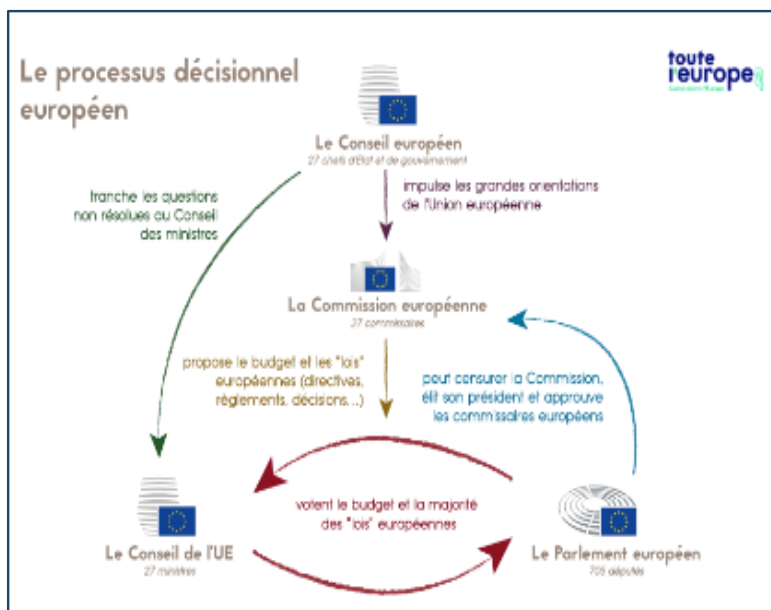 Le processus décisionnel
européen
toute
l'europe
Le Conseil européen
27 chefs d'Etat et de gouvernement
tranche les questions
non résolues au Conseil
des ministres
impulse les grandes orientations
de l'Union européenne
La Commission européenne
27 commissaires
propose le budget et les "lois"
européennes (directives,
règlements, décisions...)
peut censurer la Commission,
élit son président et approuve
les commissaires européens
votent le budget et la majorité
des "lois" européennes
Le Conseil de l'UE
27 ministres
Le Parlement européen
705 députés